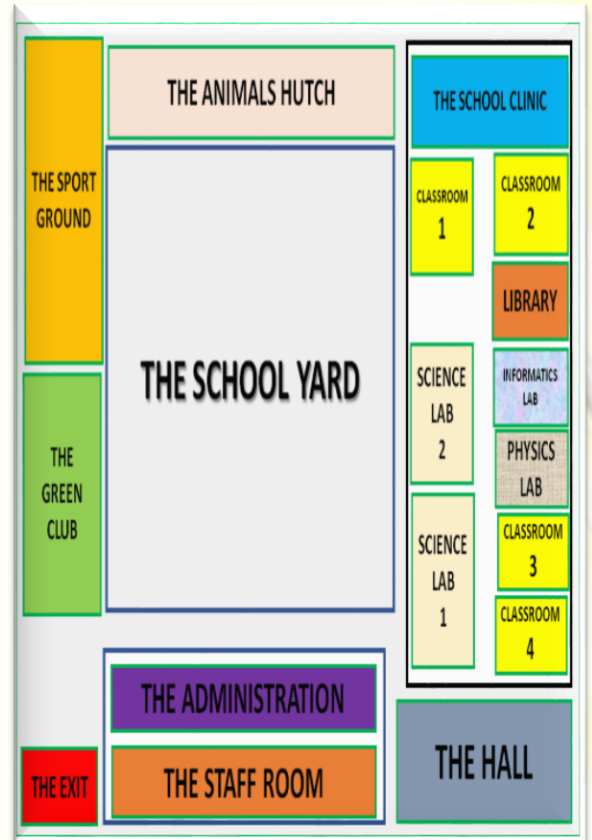 THE ANIMALS HUTCH
THE SCHOOL CLINIC
THE SPORT
GROUND
CLASSROOM
1
CLASSROOM
2
LIBRARY
THE SCHOOL YARD
SCIENCE
LAB
2
INFORMATICS
LAB
PHYSICS
LAB
THE
GREEN
CLUB
SCIENCE
LAB
1
CLASSROOM
3
CLASSROOM
4
THE ADMINISTRATION
THE HALL
THE EXIT
THE STAFF ROOM